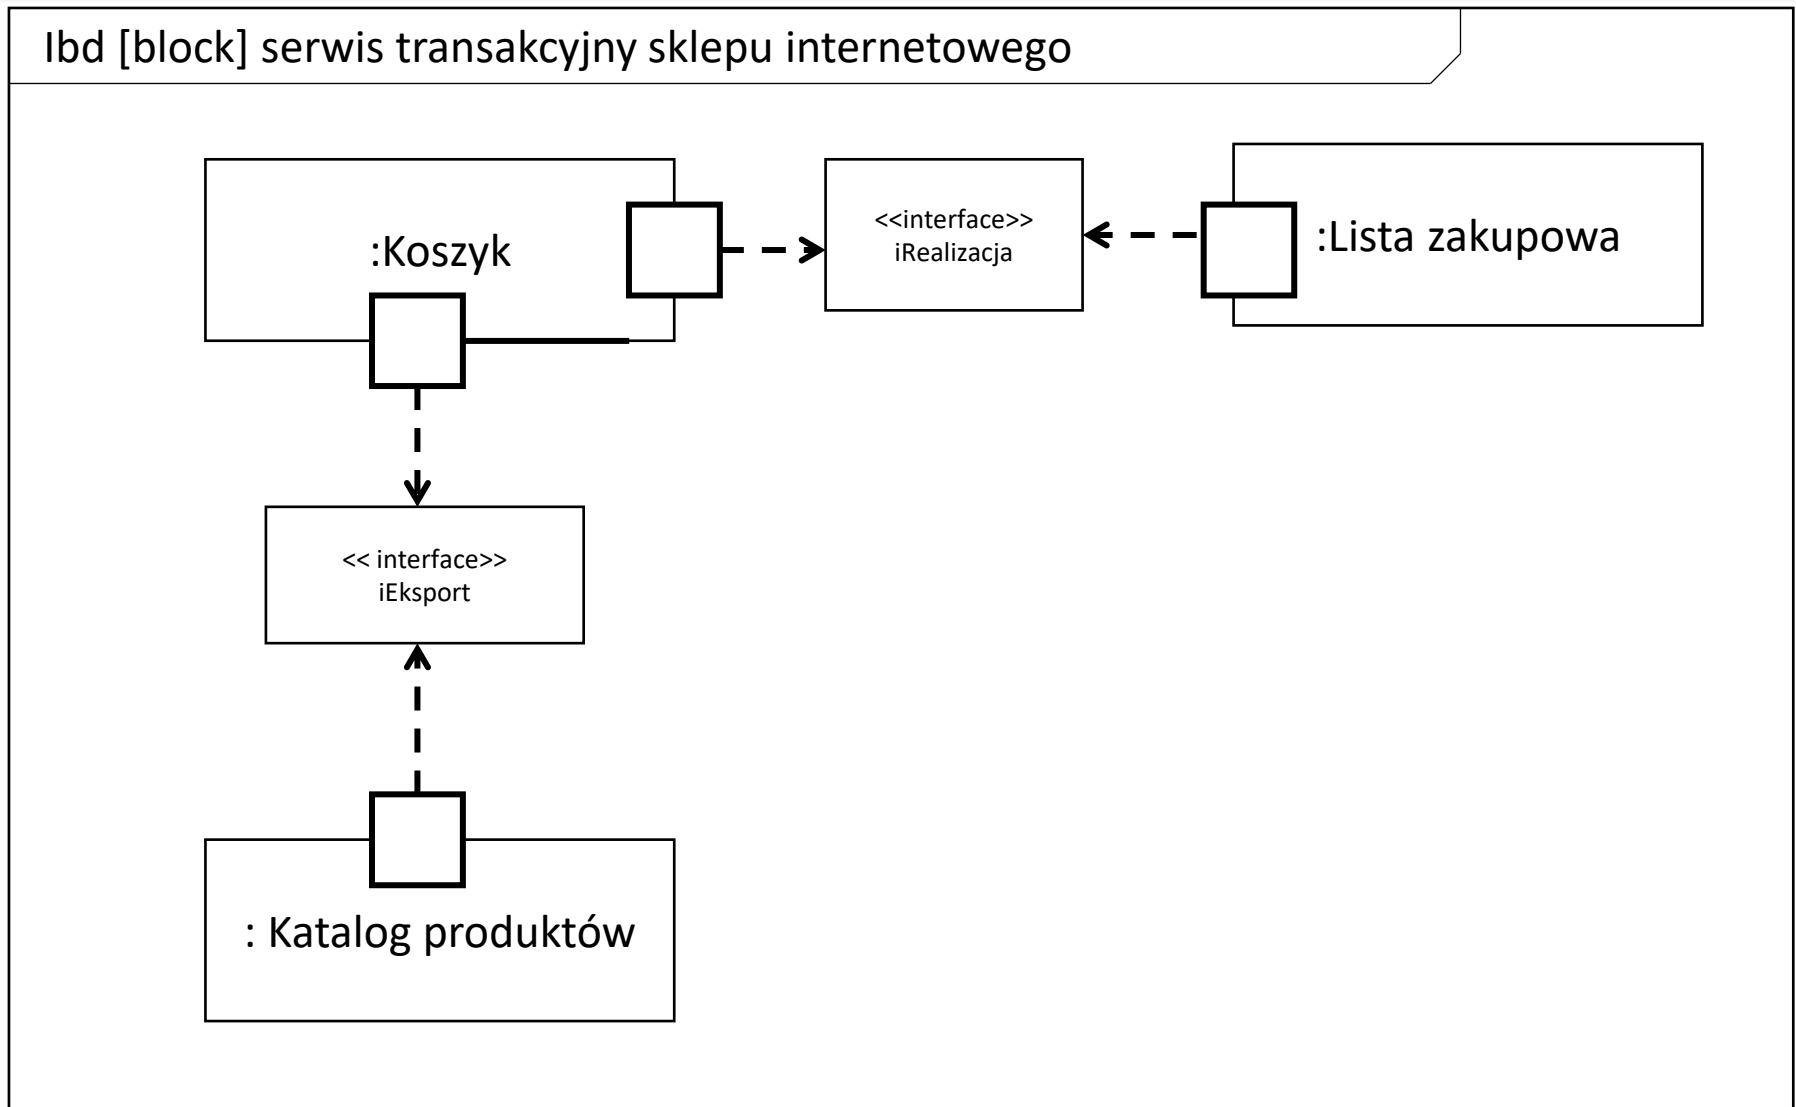 Ibd [block] serwis transakcyjny sklepu internetowego
:Koszyk
<<interface>>
iRealizacja
:Lista zakupowa
<< interface>>
iEksport
: Katalog produktów